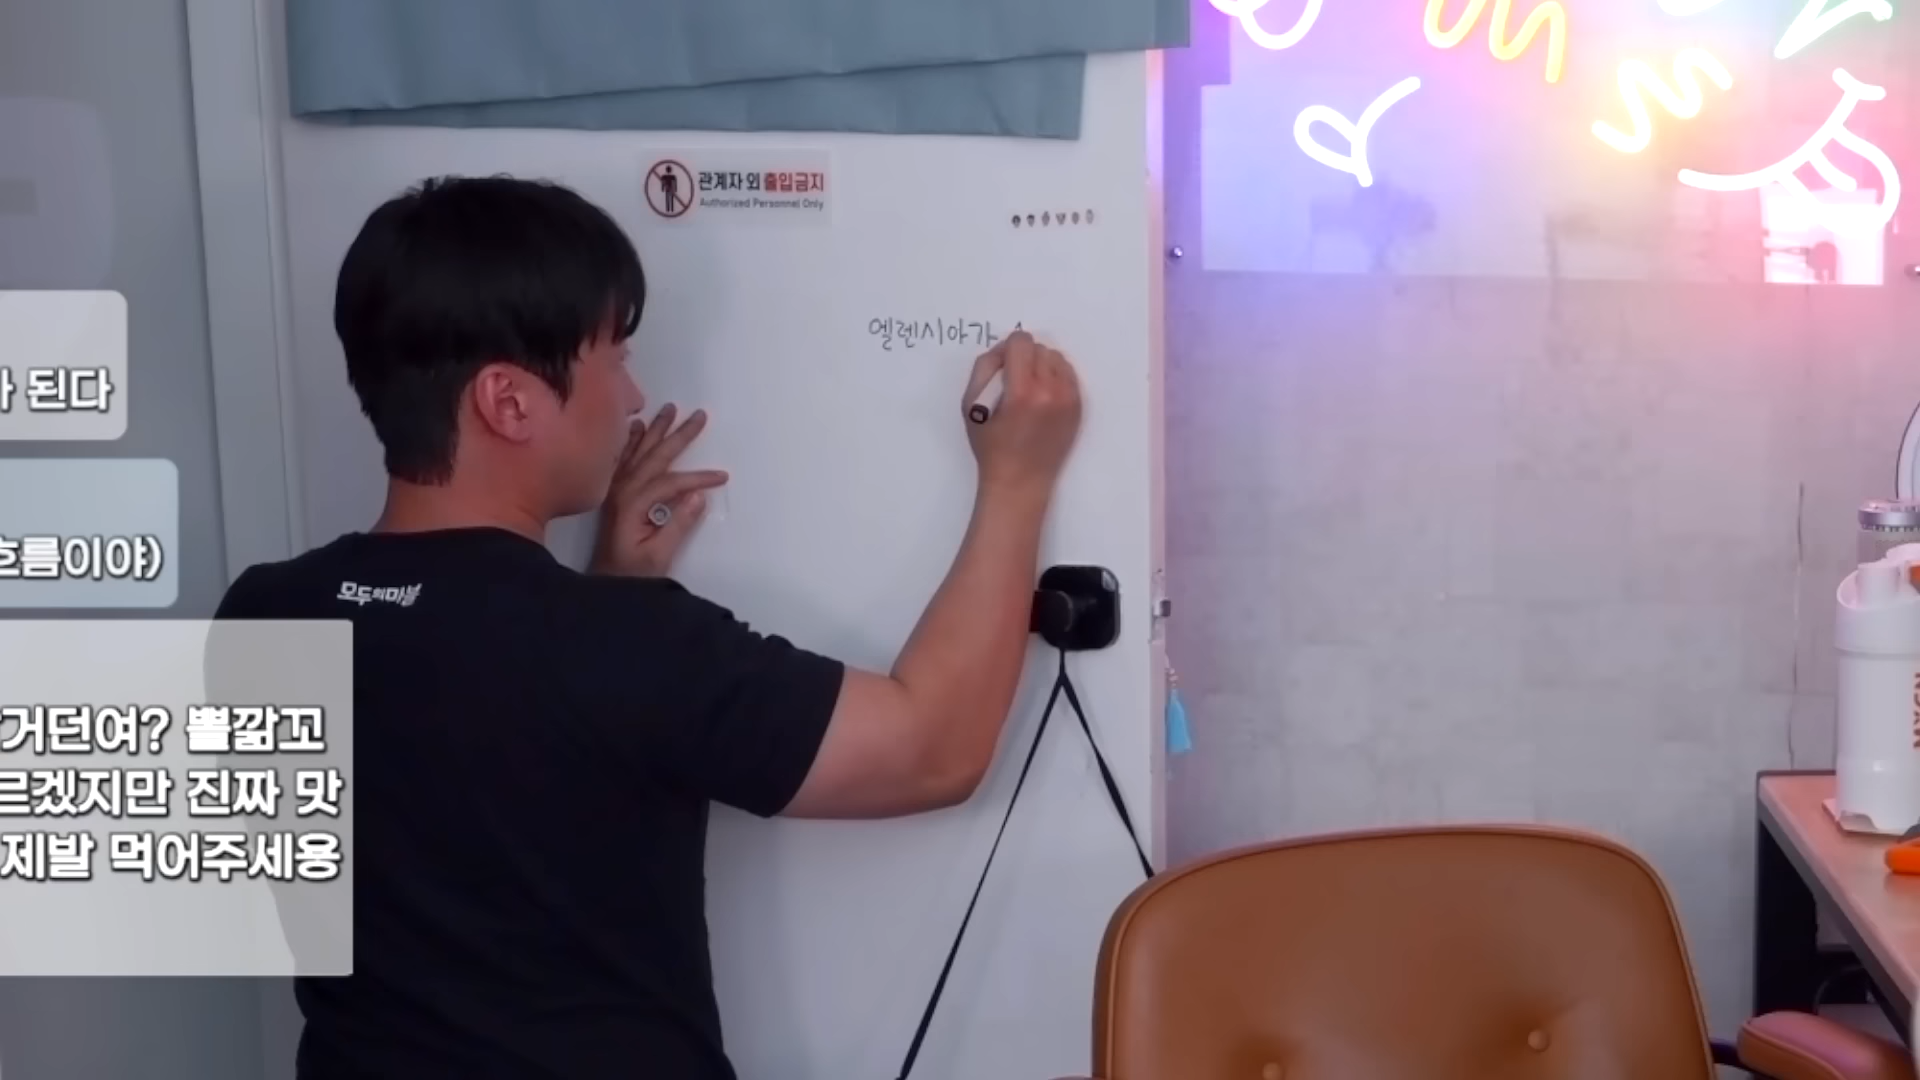 관계자 외 출입금지
Authorized Personnel Only
엘렌시아가
된다
흐름이야)
모두의마블
거던여? 뿔깖꼬
르겠지만 진짜 맛
제발 먹어주세용